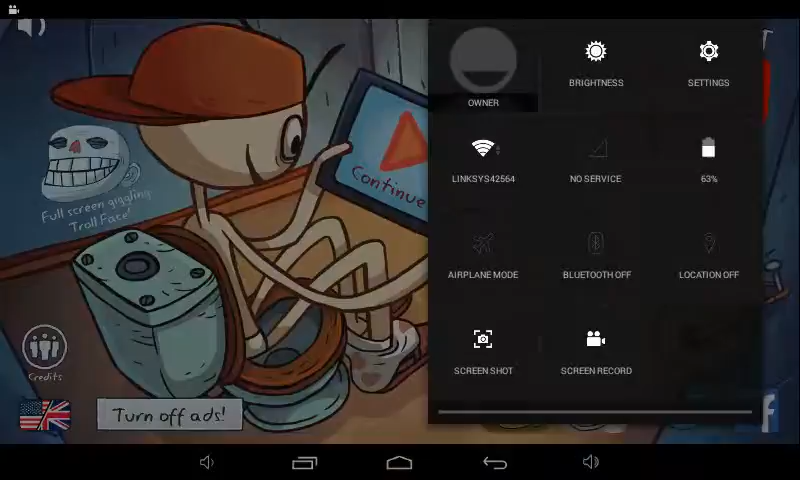 OWNER
BRIGHTNESS
SETTINGS
LINKSYS42564
NO SERVICE
63%
AIRPLANE MODE
BLUETOOTH OFF
LOCATION OFF
SCREEN SHOT
SCREEN RECORD
Continue
Full screen giggling
Troll Face!
Credits
Turn off ads!
f